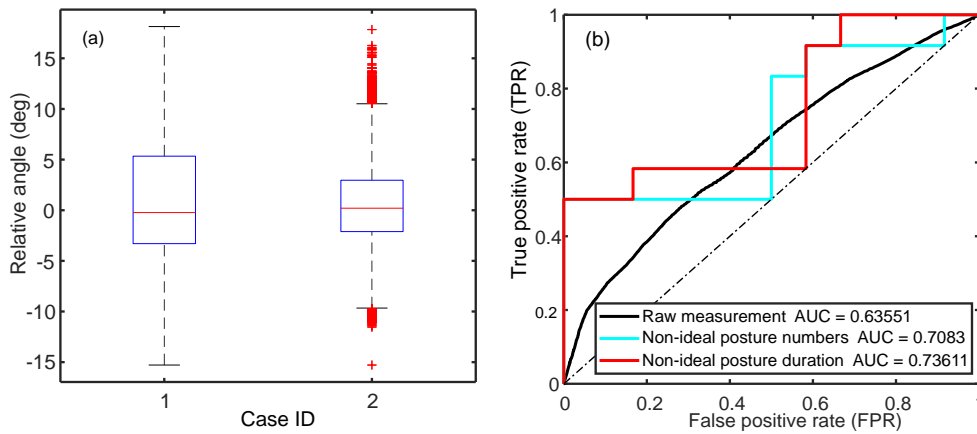 (a)
Relative angle (deg)
15
10
5
0
-5
-10
-15
1
2
Case ID
(b)
True positive rate (TPR)
1
0.8
0.6
0.4
0.2
0
Raw measurement AUC = 0.63551
Non-ideal posture numbers AUC = 0.7083
Non-ideal posture duration AUC = 0.73611
0
0.2
0.4
0.6
0.8
False positive rate (FPR)